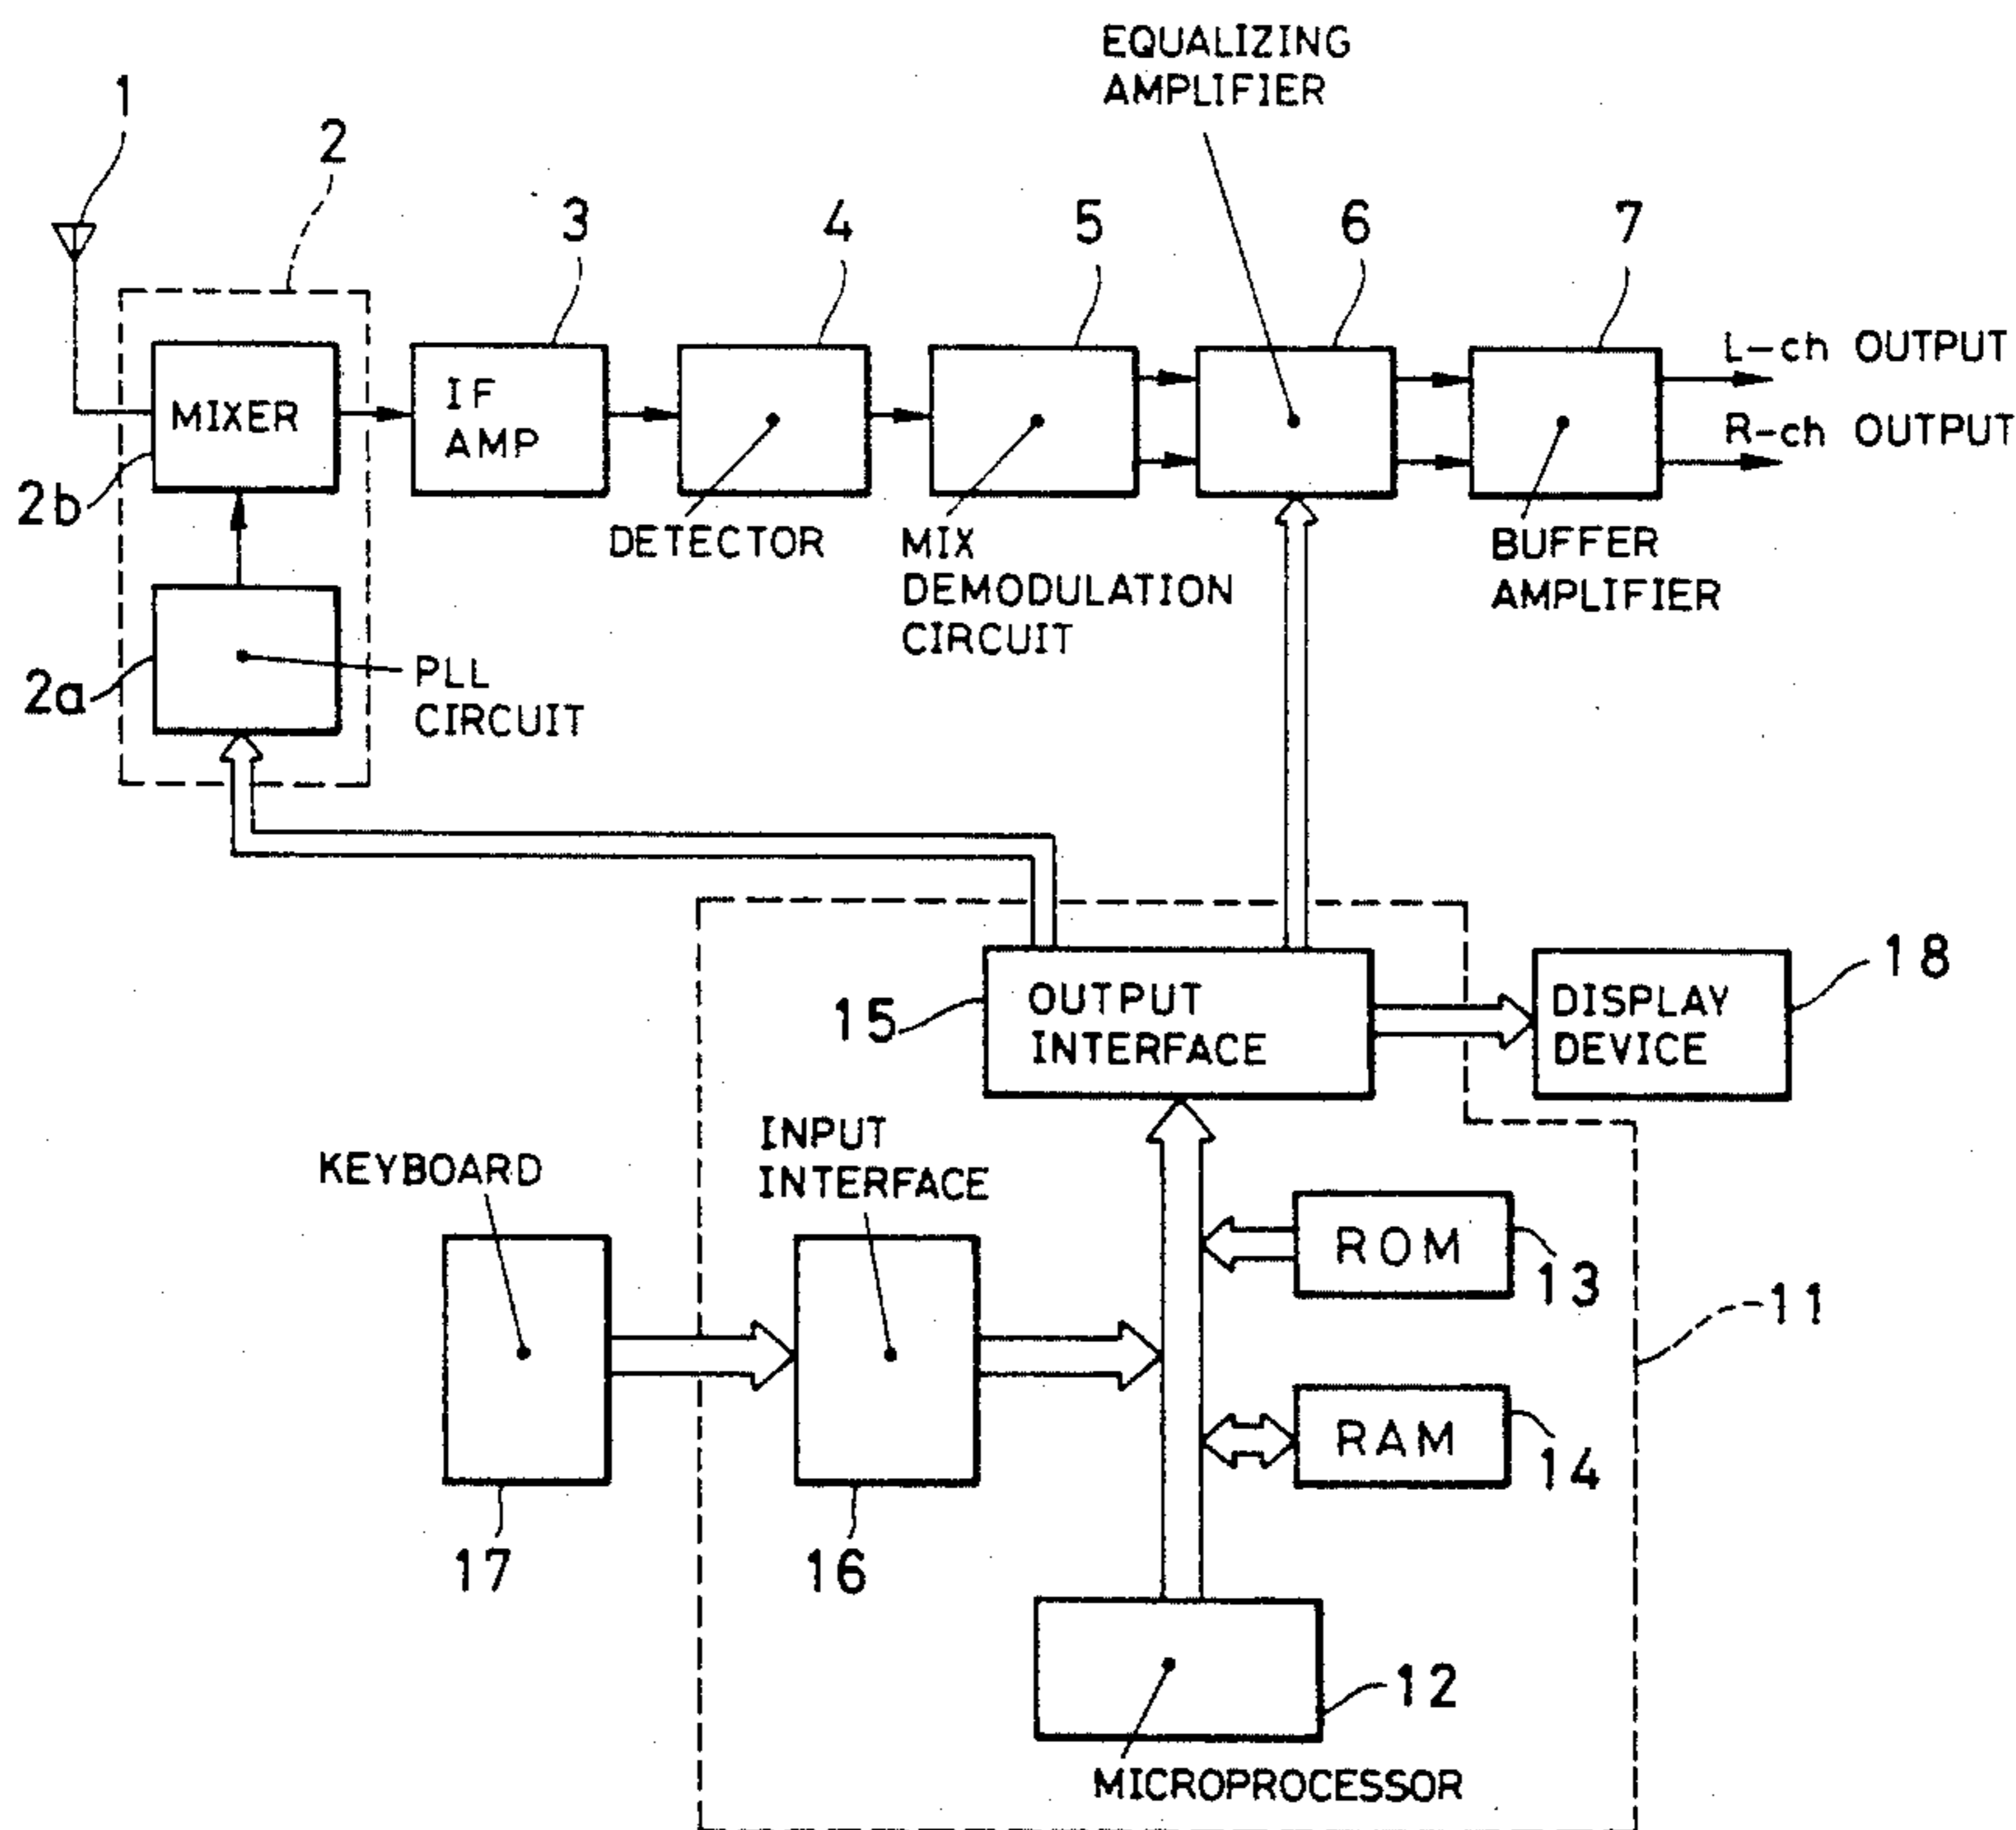 EQUALIZING
AMPLIFIER
1
2
3
4
5
6
7
L-ch OUTPUT
MIXER
IF
AMP
R-ch OUTPUT
2b
DETECTOR
MIX
DEMODULATION
CIRCUIT
BUFFER
AMPLIFIER
2a
PLL
CIRCUIT
15
OUTPUT
INTERFACE
DISPLAY
DEVICE
18
KEYBOARD
INPUT
INTERFACE
ROM
13
11
RAM
14
17
16
12
MICROPROCESSOR